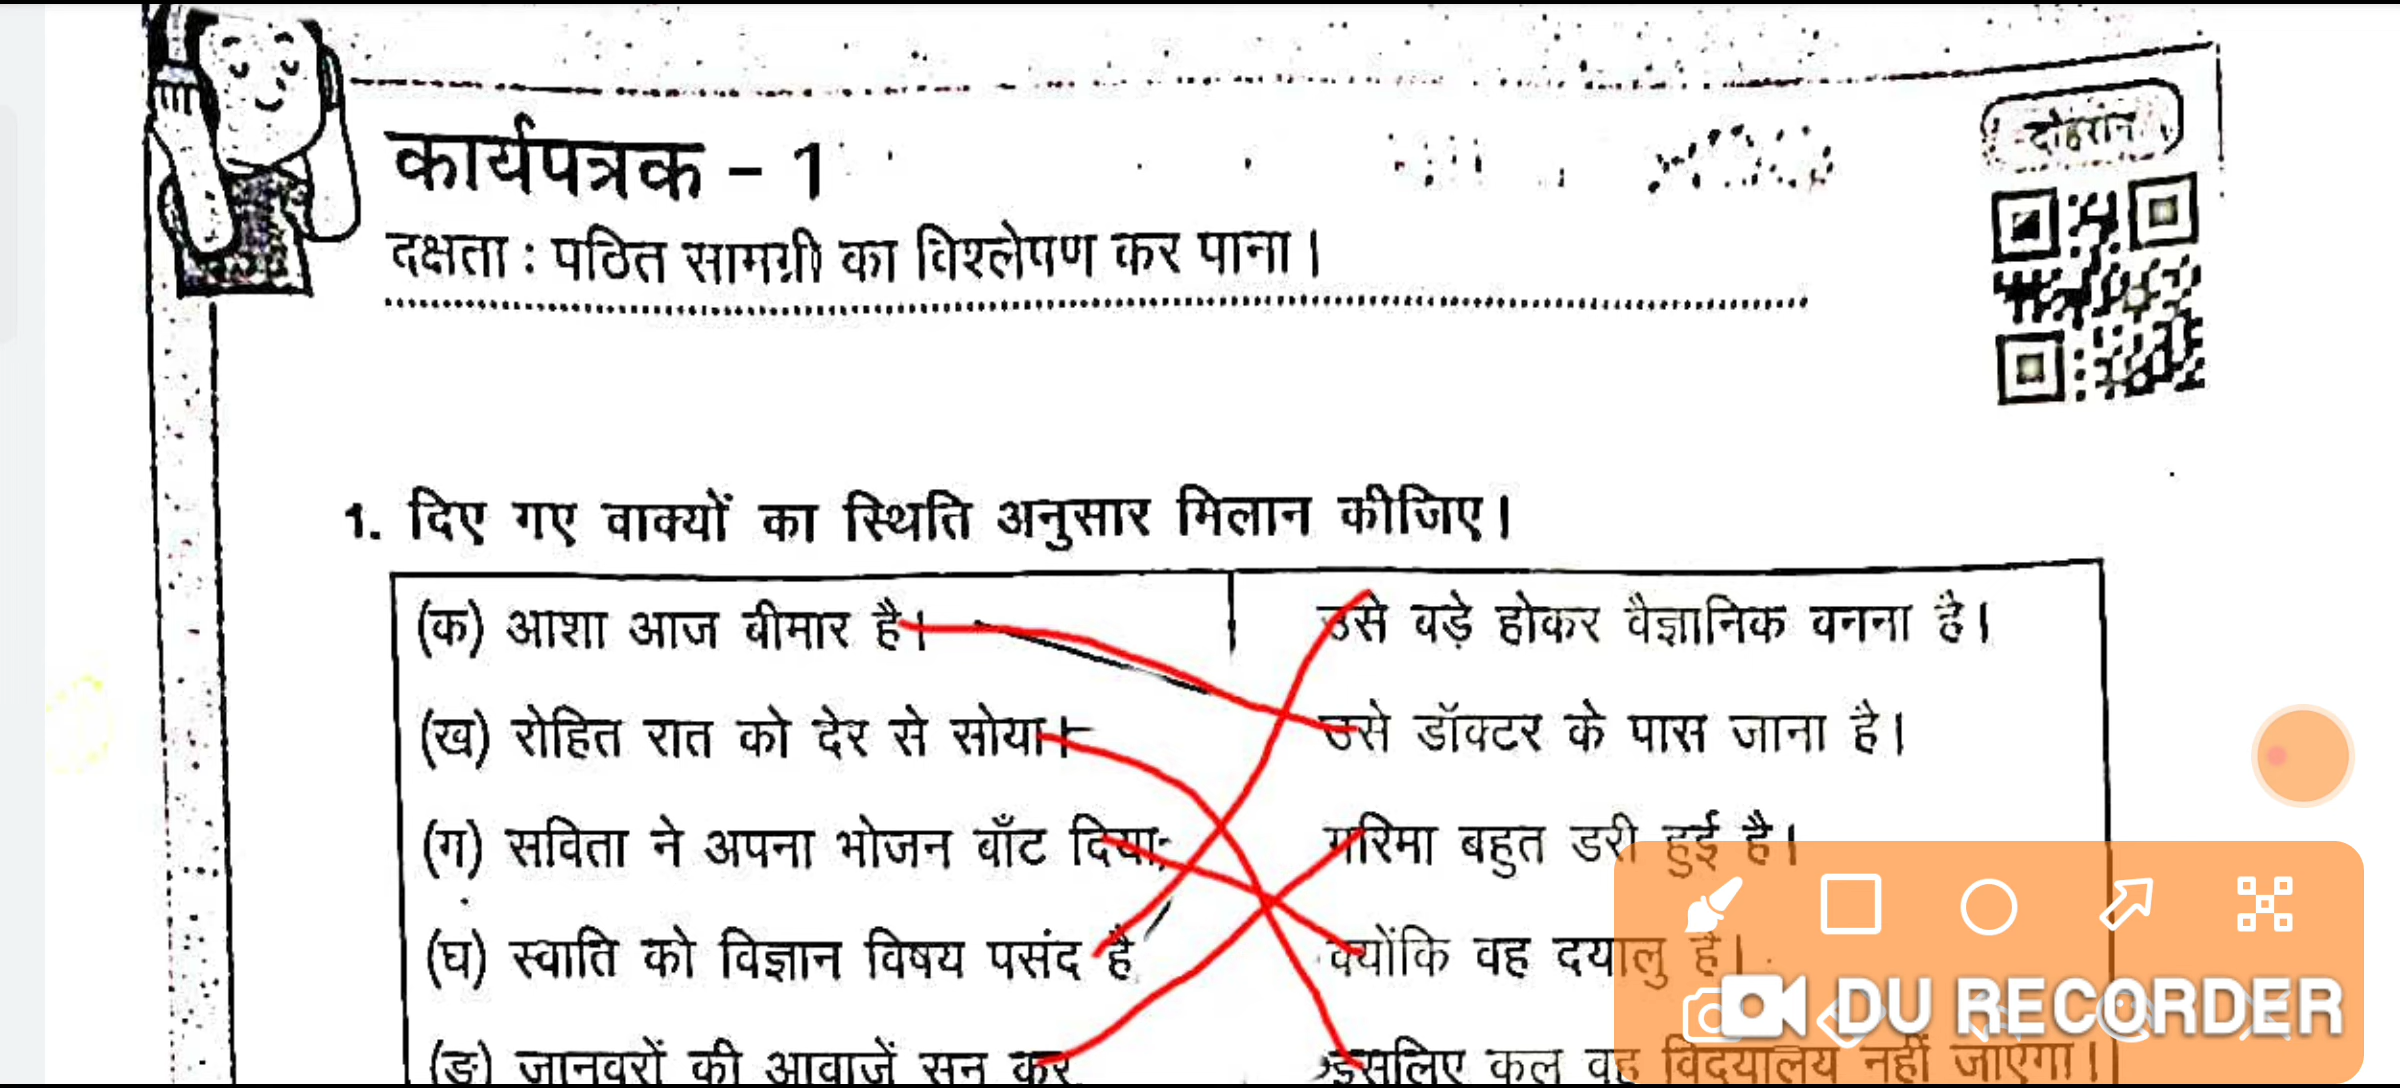 दोहरान
कार्यपत्रक - 1
दक्षता : पठित सामग्री का विश्लेषण कर पाना।
1. दिए गए वाक्यों का स्थिति अनुसार मिलान कीजिए।
(क) आशा आज बीमार है। उसे बड़े होकर वैज्ञानिक बनना है।
(ख) रोहित रात को देर से सोया। उसे डॉक्टर के पास जाना है।
(ग) सविता ने अपना भोजन बाँट दिया, गरिमा बहुत डरी हुई है।
(घ) स्वाति को विज्ञान विषय पसंद है क्योंकि वह दयालु है।
(ङ) जानवरों की आवाजें सुन कर इसलिए कल वह विद्यालय नहीं जाएगा।
DU RECORDER